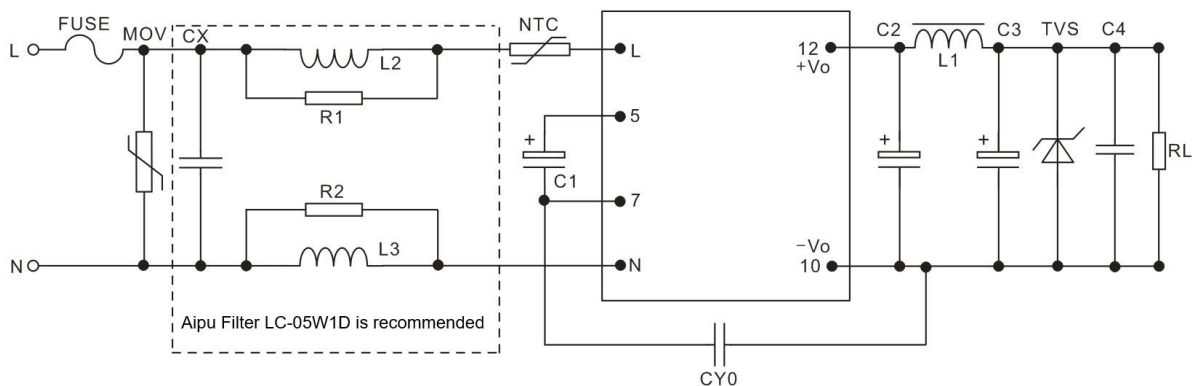 FUSE
MOV
CX
L
L2
R1
NTC
L
12
+Vo
C2
L1
C3
TVS
C4
5
+
C1
7
+
+
RL
R2
L3
N
N
−Vo
10
Aipu Filter LC-05W1D is recommended
CY0